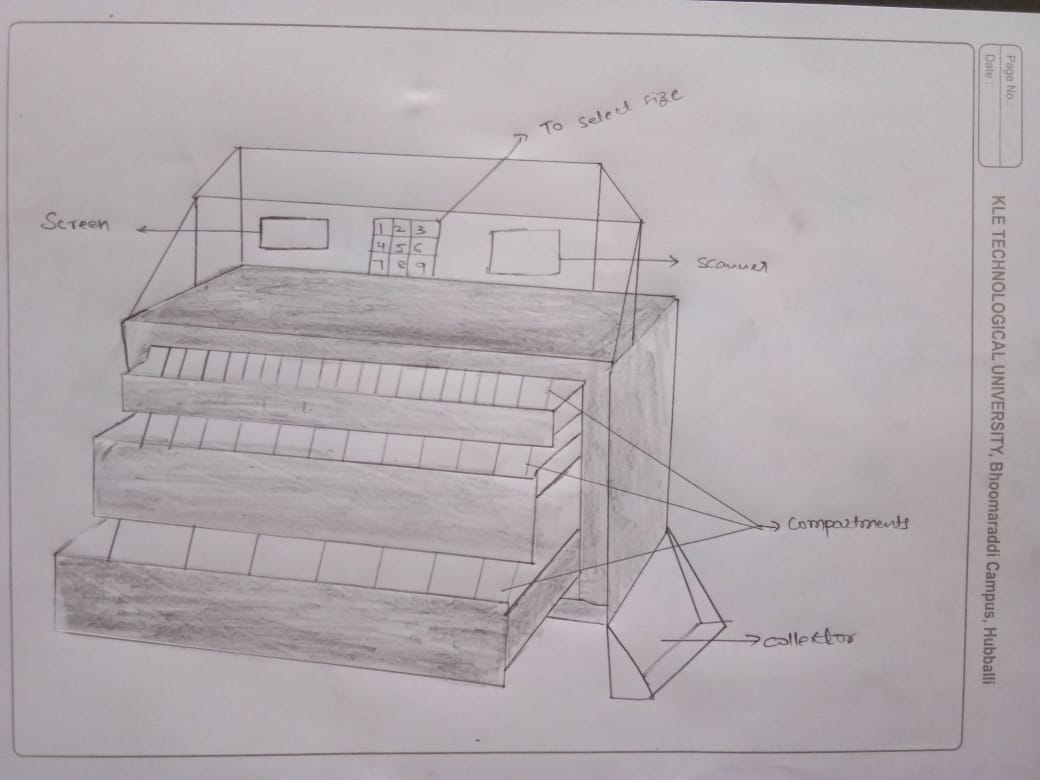 To select size
Screen
1 2 3
4 5 6
7 8 9
scanner
compartments
collector
Page No.:
Date :
KLE TECHNOLOGICAL UNIVERSITY, Bhoomaraddi Campus, Hubballi